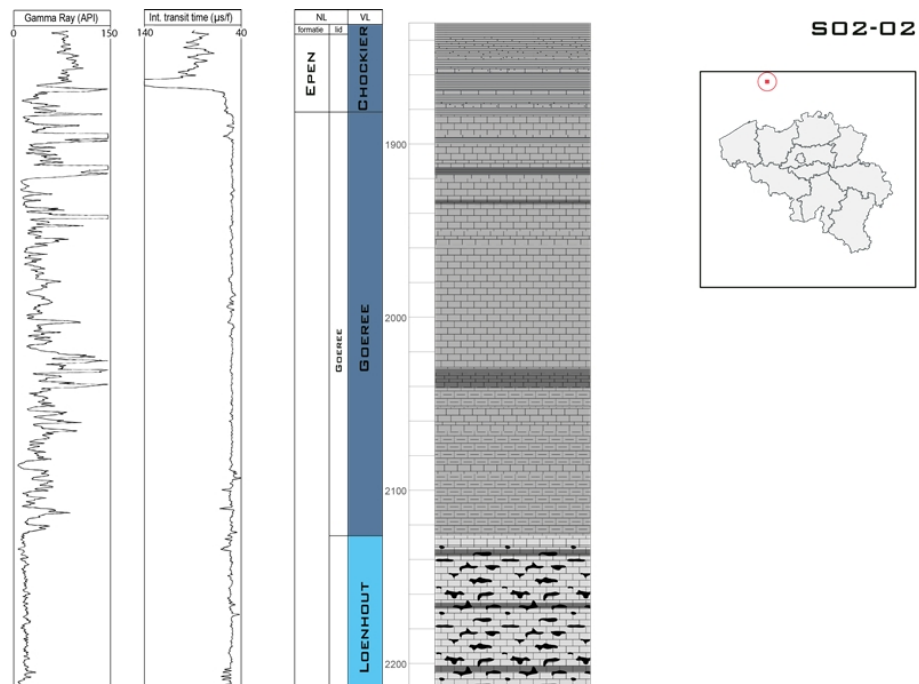 Gamma Ray (API)
0 150
Int. transit time (µs/f)
140 40
NL VL
formatie lid
EPEN
CHOCKIER
GOEREE
GOEREE
LOENHOUT
1900
2000
2100
2200
S02-02